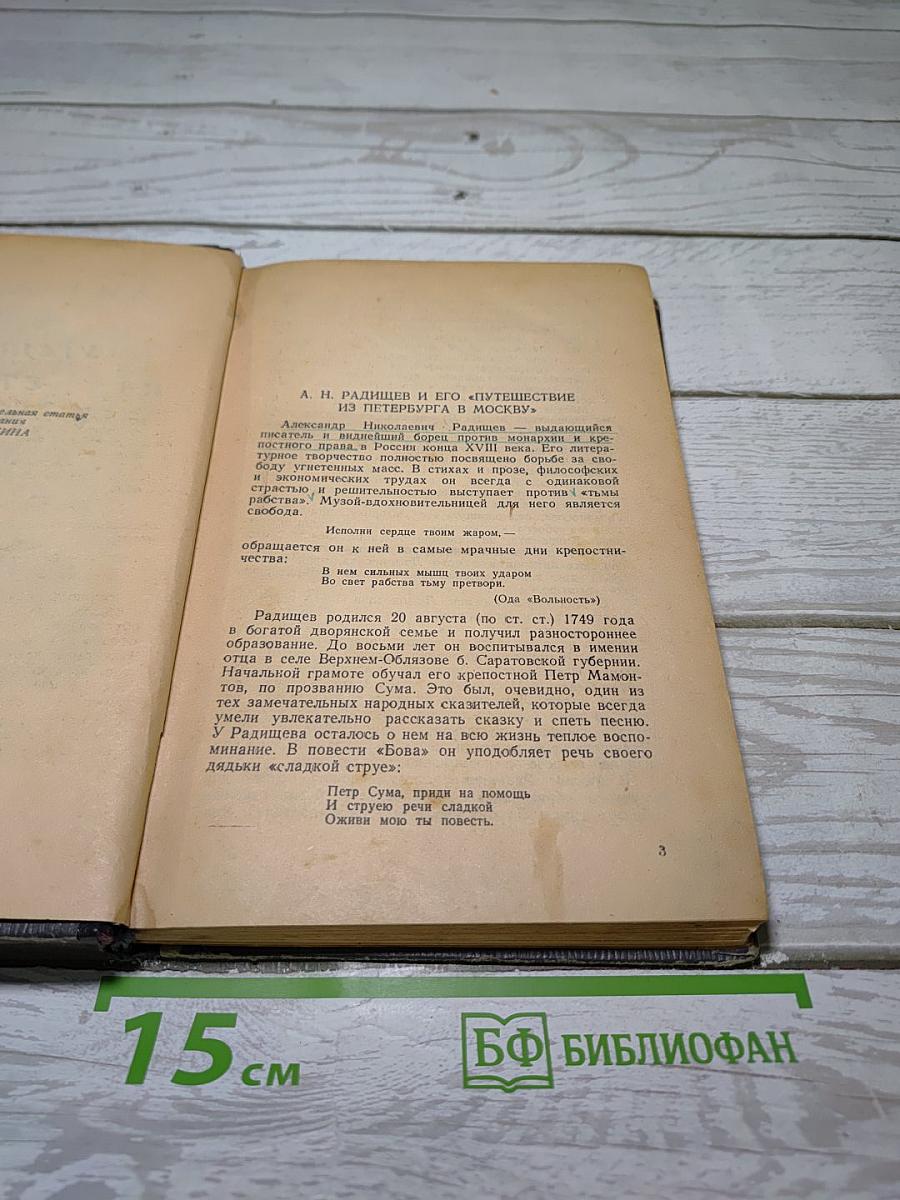 ельная статья
ания
ИНА
А. Н. РАДИЩЕВ И ЕГО «ПУТЕШЕСТВИЕ
ИЗ ПЕТЕРБУРГА В МОСКВУ»
Александр Николаевич Радищев — выдающийся
писатель и виднейший борец против монархии и кре-
постного права в России конца XVIII века. Его литера-
турное творчество полностью посвящено борьбе за сво-
боду угнетенных масс. В стихах и прозе, философских
и экономических трудах он всегда с одинаковой
страстью и решительностью выступает против «тьмы
рабства». Музой-вдохновительницей для него является
свобода.
Исполни сердце твоим жаром,—
обращается он к ней в самые мрачные дни крепостни-
чества:
В нем сильных мышц твоих ударом
Во свет рабства тьму претвори.
(Ода «Вольность»)
Радищев родился 20 августа (по ст. ст.) 1749 года
в богатой дворянской семье и получил разностороннее
образование. До восьми лет он воспитывался в имении
отца в селе Верхнем-Облязове б. Саратовской губернии.
Начальной грамоте обучал его крепостной Петр Мамон-
тов, по прозванию Сума. Это был, очевидно, один из
тех замечательных народных сказителей, которые всегда
умели увлекательно рассказать сказку и спеть песню.
У Радищева осталось о нем на всю жизнь теплое воспо-
минание. В повести «Бова» он уподобляет речь своего
дядьки «сладкой струе»:
Петр Сума, приди на помощь
И струею речи сладкой
Оживи мою ты повесть.
3
15 см
БФ БИБЛИОФАН